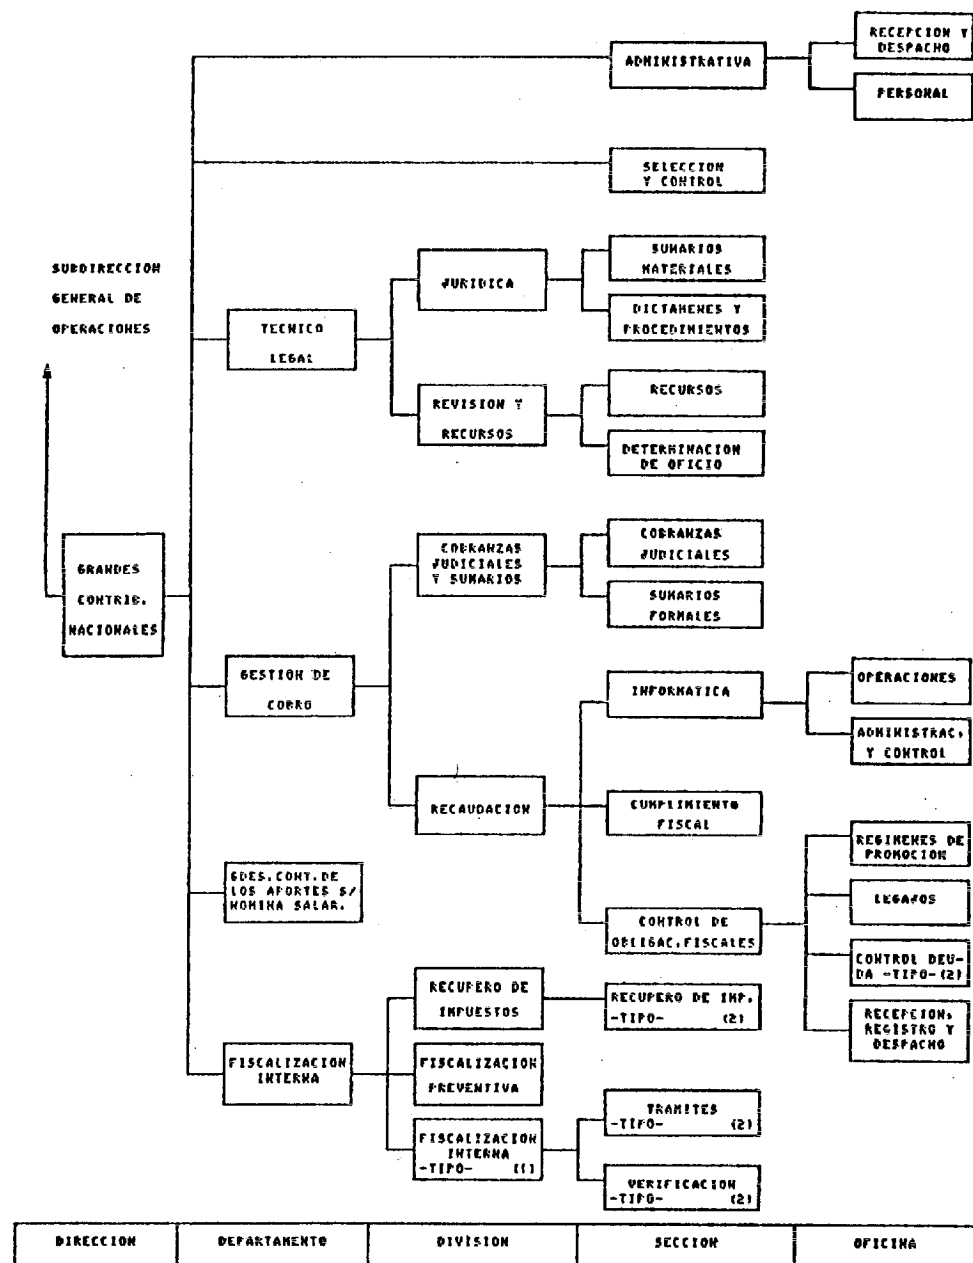 RECEPCION Y
DESPACHO
ADMINISTRATIVA
PERSONAL
SELECCION
Y CONTROL
SUBDIRECCION
GENERAL DE
OPERACIONES
SUMARIOS
MATERIALES
JURIDICA
DICTAMENES Y
PROCEDIMIENTOS
TECNICO
LEGAL
RECURSOS
REVISION Y
RECURSOS
DETERMINACION
DE OFICIO
COBRANZAS
JUDICIALES
COBRANZAS
JUDICIALES
Y SUMARIOS
SUMARIOS
FORMALES
GRANDES
CONTRIB.
NACIONALES
GESTION DE
COBRO
INFORMATICA
OPERACIONES
ADMINISTRAC.
Y CONTROL
RECAUDACION
CUMPLIMIENTO
FISCAL
REGIMENES DE
PROMOCION
GDES.CONT.DE
LOS APORTES S/
NOMINA SALAR.
LEGAJOS
CONTROL DE
OBLIGAC.FISCALES
CONTROL DEU-
DA -TIPO-(2)
RECUPERO DE
IMPUESTOS
RECUPERO DE IMP.
-TIPO- (2)
RECEPCION,
REGISTRO Y
DESPACHO
FISCALIZACION
INTERNA
FISCALIZACION
PREVENTIVA
TRAMITES
-TIPO- (2)
FISCALIZACION
INTERNA
-TIPO-
VERIFICACION
-TIPO- (2)
DIRECCION DEPARTAMENTO DIVISION SECCION OFICINA